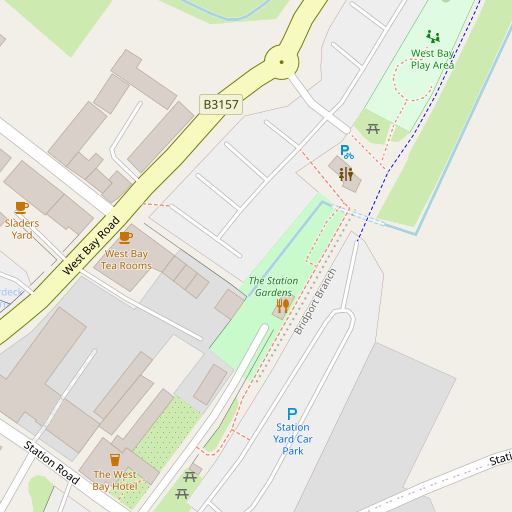 West Bay
Play Area
B3157
P
Sladers
Yard
West Bay Road
West Bay
Tea Rooms
The Station
Gardens
Bridport Branch
P
Station
Yard Car
Park
Station Road
The West
Bay Hotel